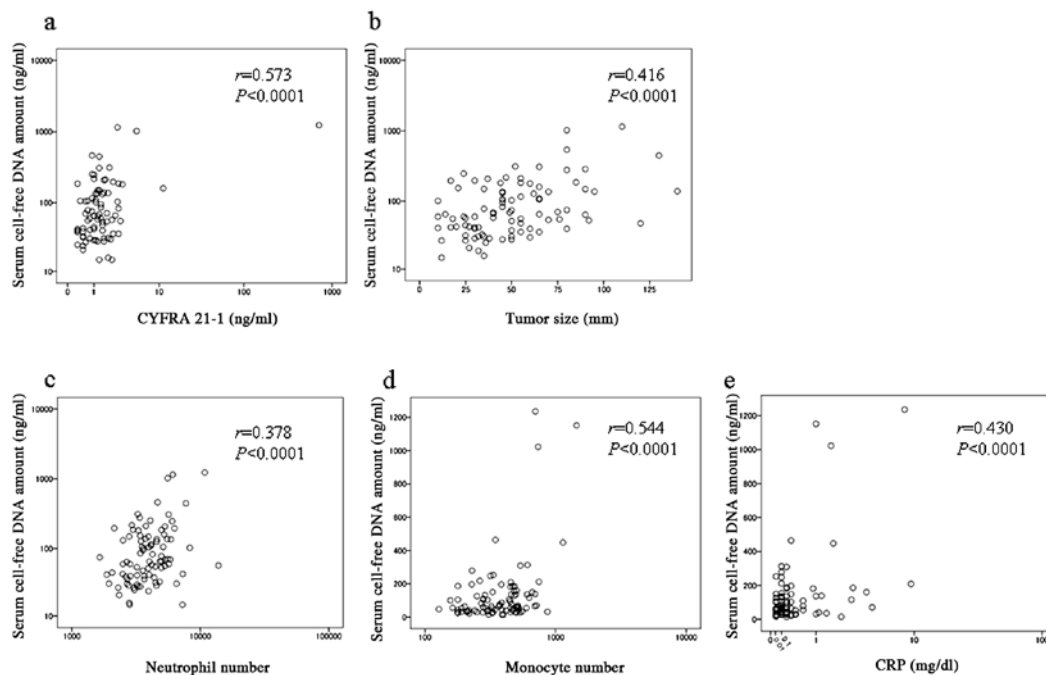 a
r=0.573
P<0.0001
Serum cell-free DNA amount (ng/ml)
10000
1000
100
10
0 1 10 100 1000
CYFRA 21-1 (ng/ml)
b
r=0.416
P<0.0001
Serum cell-free DNA amount (ng/ml)
10000
1000
100
10
0 25 50 75 100 125
Tumor size (mm)
c
r=0.378
P<0.0001
Serum cell-free DNA amount (ng/ml)
10000
1000
100
10
1000 10000 100000
Neutrophil number
d
r=0.544
P<0.0001
Serum cell-free DNA amount (ng/ml)
1200
1000
800
600
400
200
0
100 1000 10000
Monocyte number
e
r=0.430
P<0.0001
Serum cell-free DNA amount (ng/ml)
1200
1000
800
600
400
200
0
1 10 100
CRP (mg/dl)